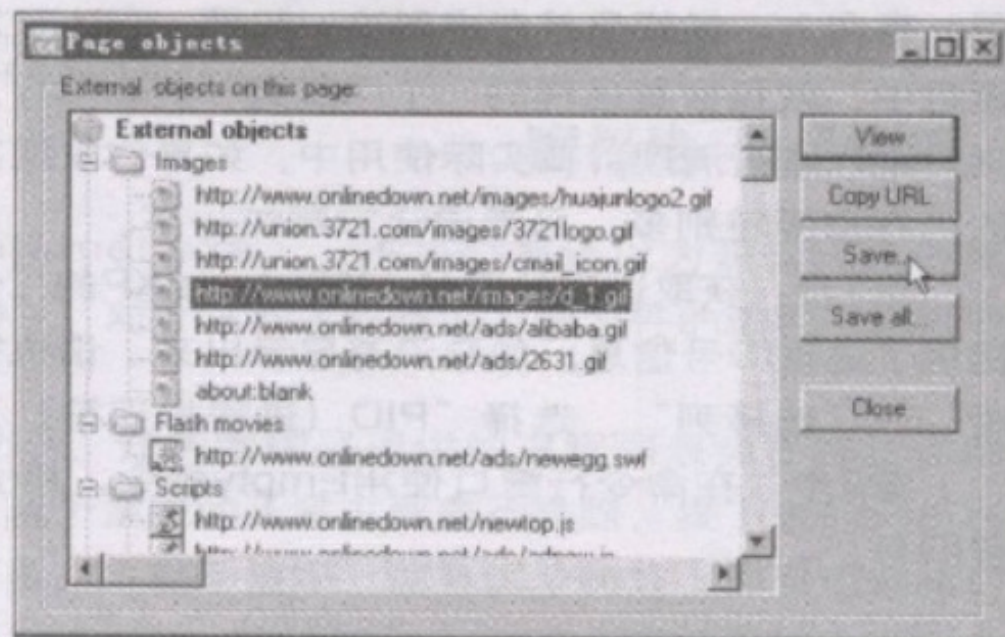 Page objects
External objects on this page:
External objects
Images
http://www.onlinedown.net/images/huajunlogo2.gif
http://union.3721.com/images/3721logo.gif
http://union.3721.com/images/cmail_icon.gif
http://www.onlinedown.net/images/d_1.gif
http://www.onlinedown.net/ads/alibaba.gif
http://www.onlinedown.net/ads/2631.gif
about:blank
Flash movies
http://www.onlinedown.net/ads/newegg.swf
Scripts
http://www.onlinedown.net/newtop.js
View
Copy URL
Save...
Save all...
Close